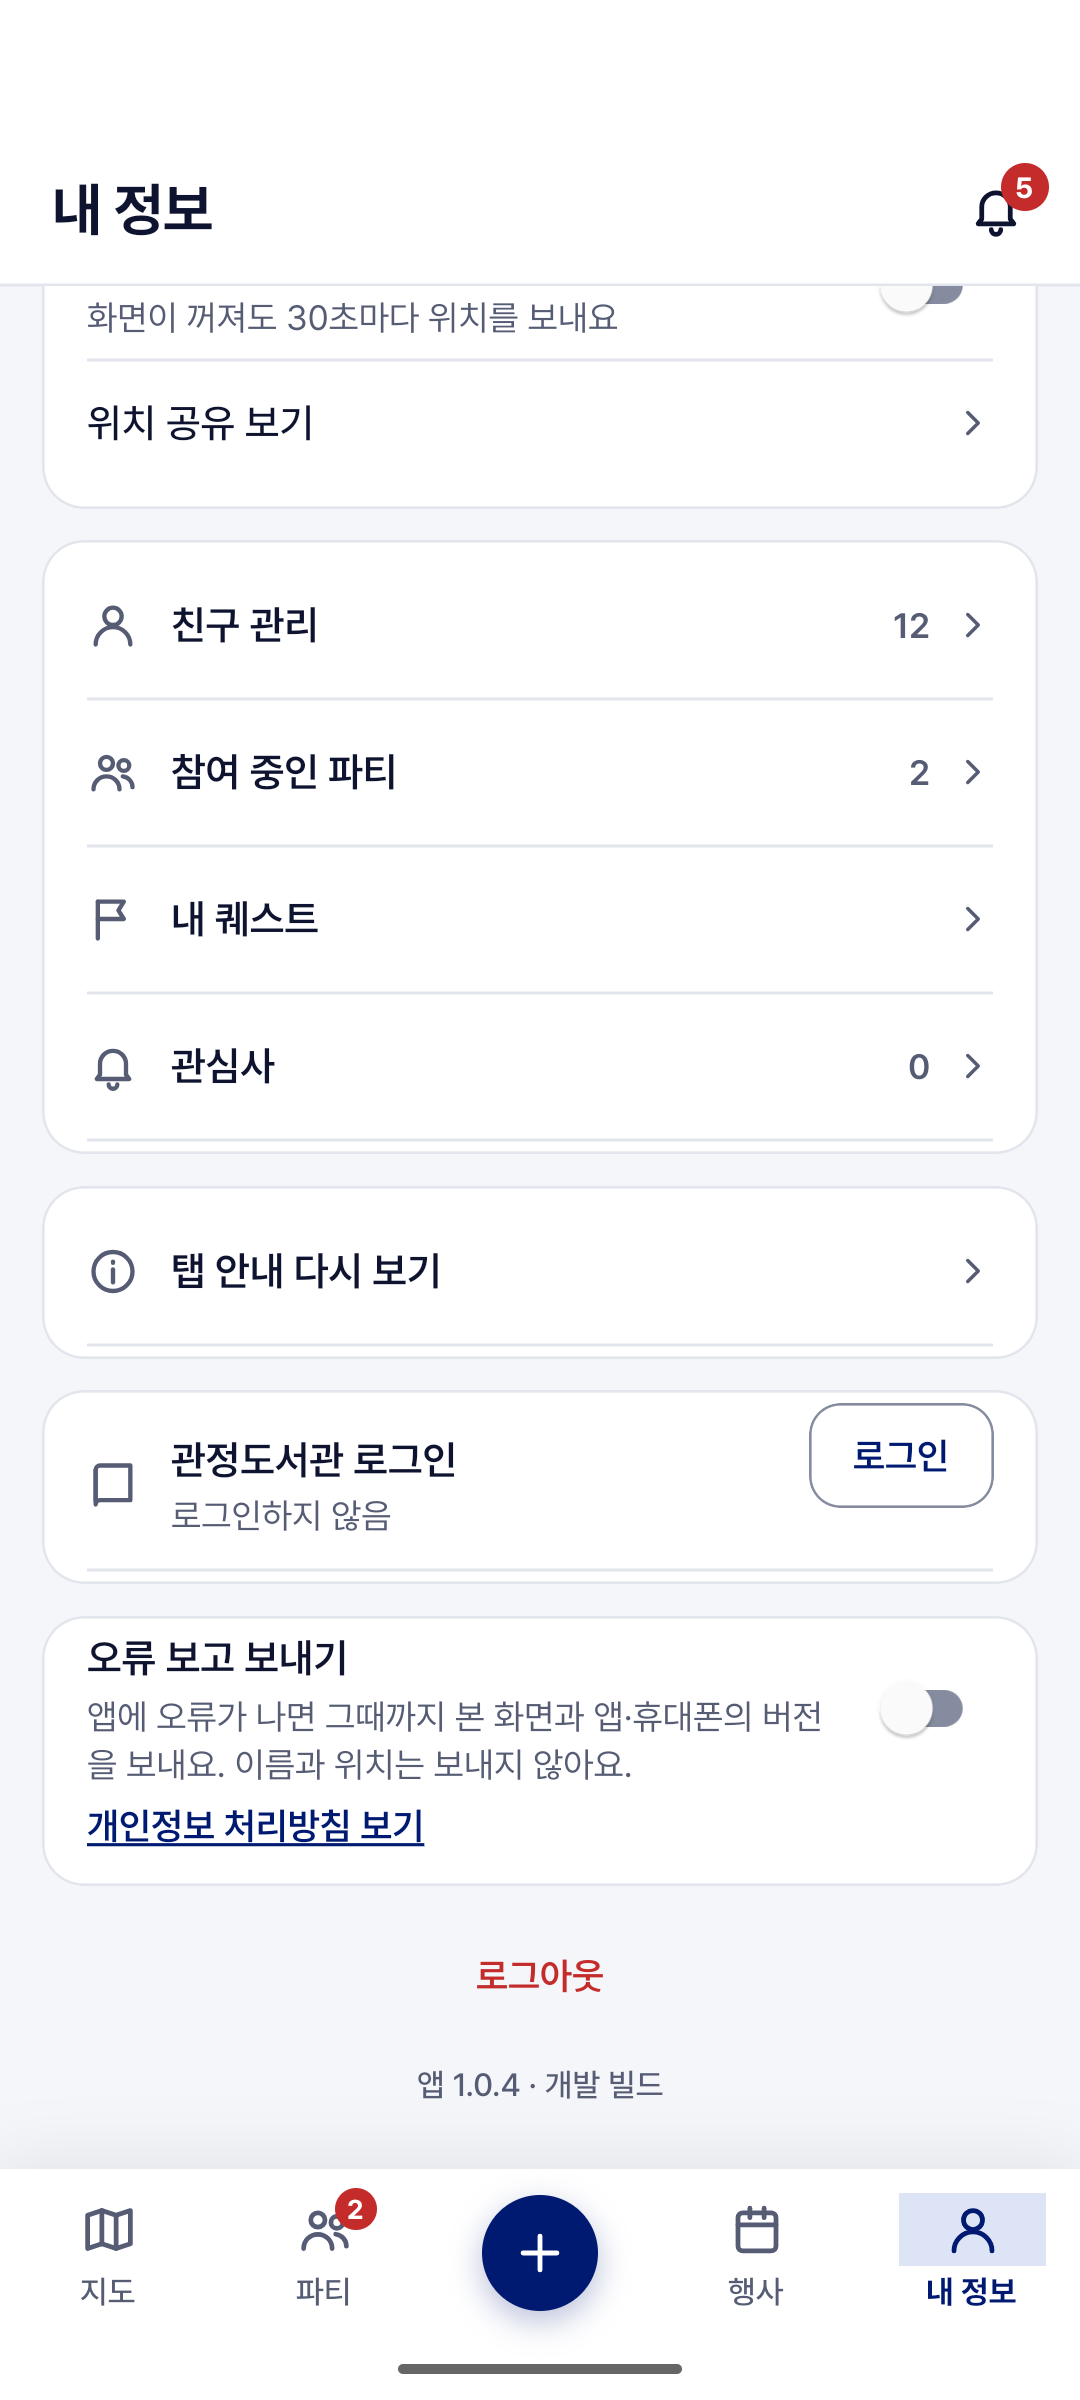 내 정보
5
화면이 꺼져도 30초마다 위치를 보내요
위치 공유 보기
친구 관리
12
참여 중인 파티
2
내 퀘스트
관심사
0
탭 안내 다시 보기
관정도서관 로그인
로그인하지 않음
로그인
오류 보고 보내기
앱에 오류가 나면 그때까지 본 화면과 앱·휴대폰의 버전
을 보내요. 이름과 위치는 보내지 않아요.
개인정보 처리방침 보기
로그아웃
앱 1.0.4 · 개발 빌드
2
지도
파티
행사
내 정보